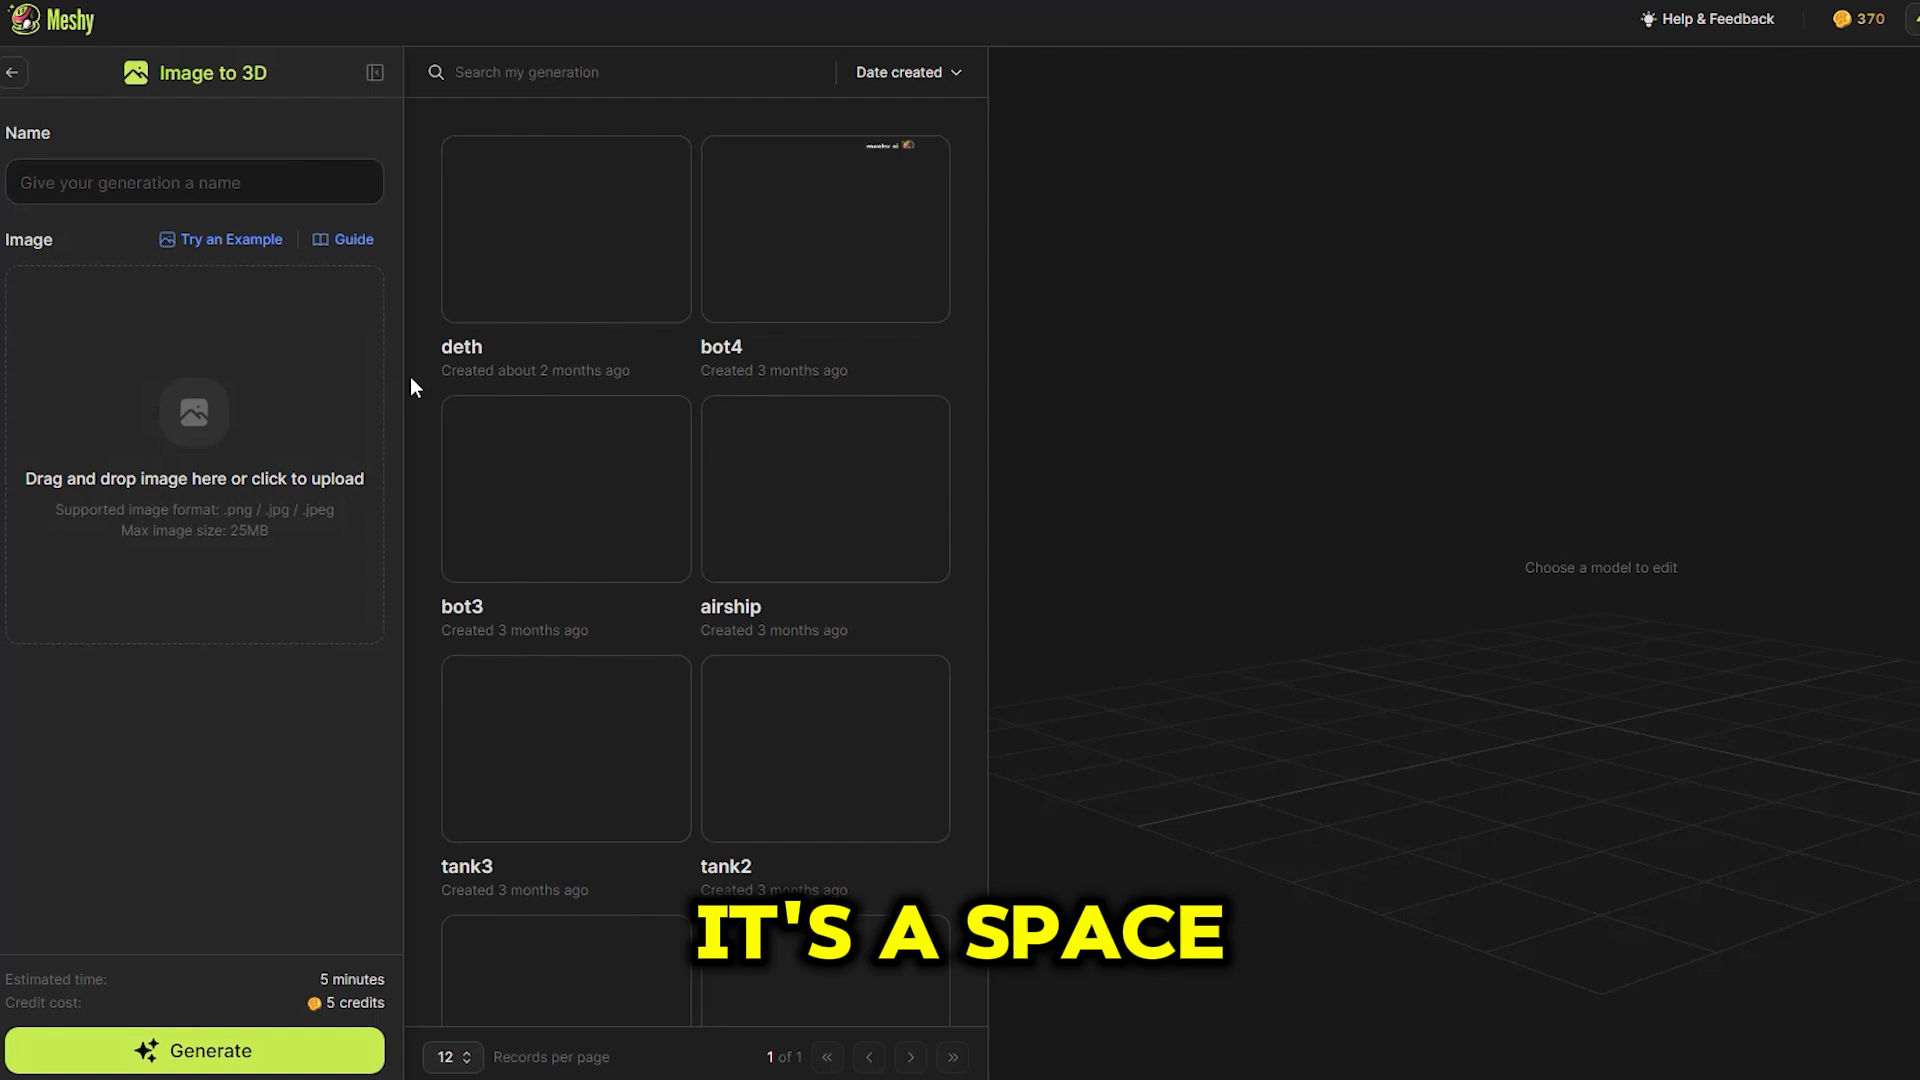 Meshy
Help & Feedback
370
Image to 3D
Search my generation
Date created
Name
Give your generation a name
Image
Try an Example
Guide
Drag and drop image here or click to upload
Supported image format: .png / .jpg / .jpeg
Max image size: 25MB
meshy ai
deth
Created about 2 months ago
bot4
Created 3 months ago
bot3
Created 3 months ago
airship
Created 3 months ago
tank3
Created 3 months ago
tank2
Created 3 months ago
Choose a model to edit
IT'S A SPACE
Estimated time:
5 minutes
Credit cost:
5 credits
Generate
12
Records per page
1 of 1